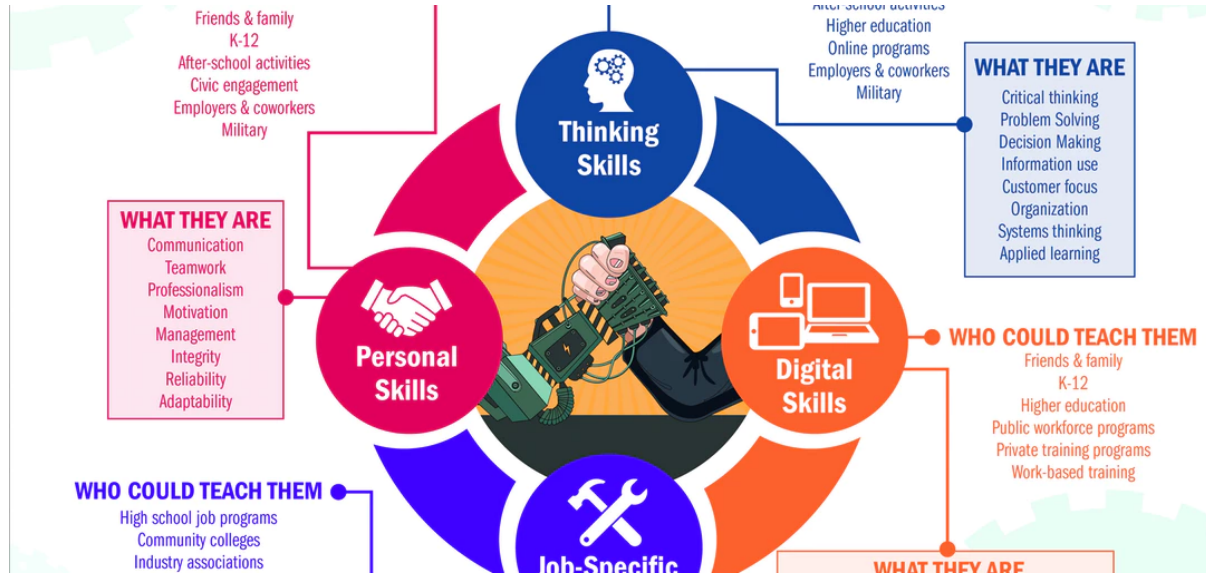 Friends & family
K-12
After-school activities
Civic engagement
Employers & coworkers
Military
After-school activities
Higher education
Online programs
Employers & coworkers
Military
Thinking
Skills
WHAT THEY ARE
Critical thinking
Problem Solving
Decision Making
Information use
Customer focus
Organization
Systems thinking
Applied learning
WHAT THEY ARE
Communication
Teamwork
Professionalism
Motivation
Management
Integrity
Reliability
Adaptability
Personal
Skills
Digital
Skills
WHO COULD TEACH THEM
Friends & family
K-12
Higher education
Public workforce programs
Private training programs
Work-based training
WHO COULD TEACH THEM
High school job programs
Community colleges
Industry associations
Job-Specific
WHAT THEY ARE